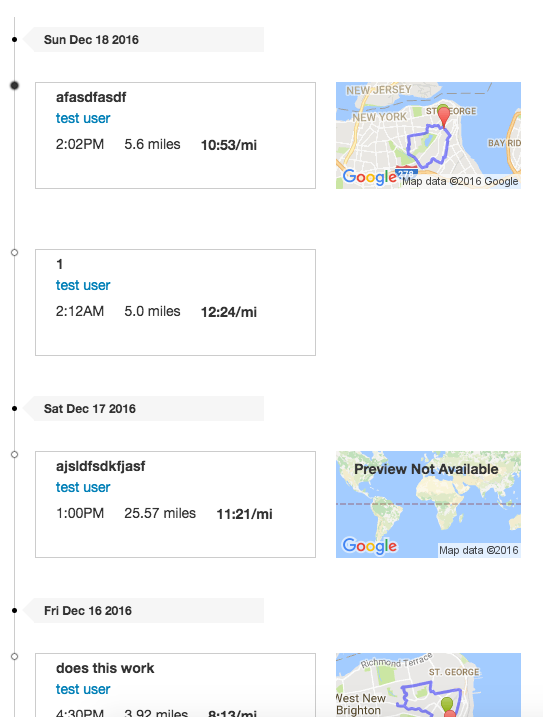 Sun Dec 18 2016
afasdfasdf
test user
2:02PM 5.6 miles 10:53/mi
NEW JERSEY
NEW YORK
ST. GEORGE
BAY RID
278
Google
Map data ©2016 Google
1
test user
2:12AM 5.0 miles 12:24/mi
Sat Dec 17 2016
ajsldfsdkfjasf
test user
1:00PM 25.57 miles 11:21/mi
Preview Not Available
Google
Map data ©2016
Fri Dec 16 2016
does this work
test user
4:30PM 3.92 miles 8:13/mi
Richmond Terrace
ST. GEORGE
West New
Brighton